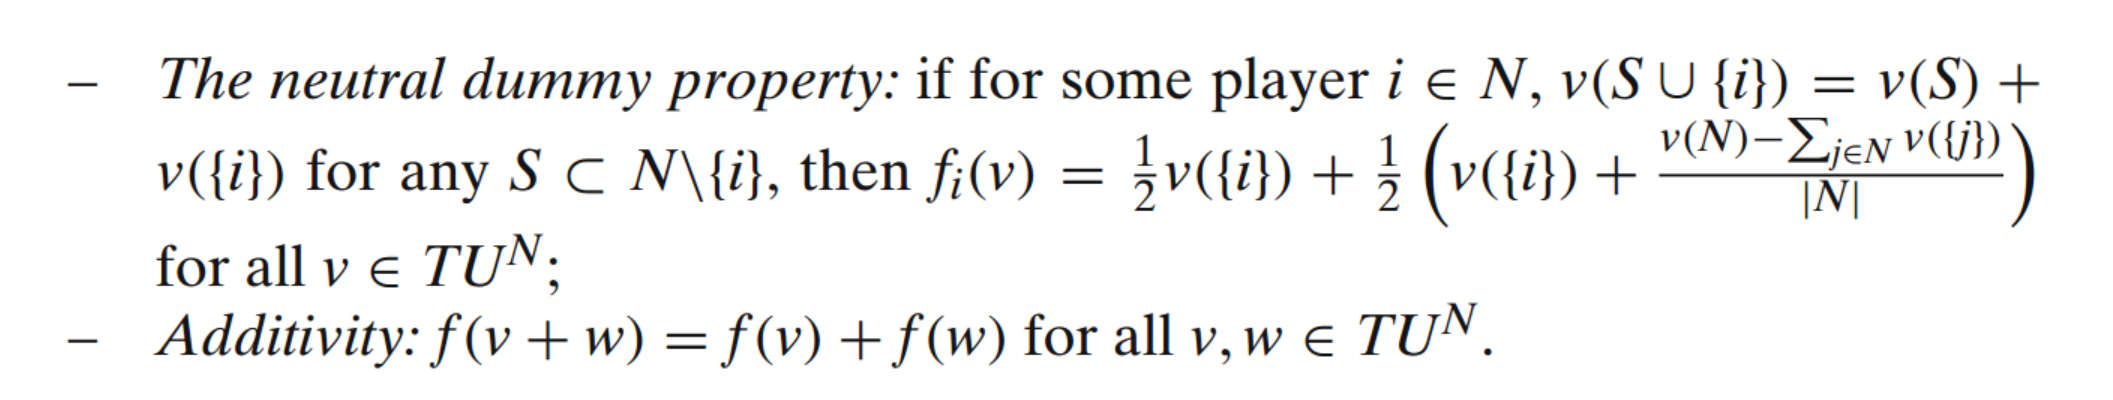 – The neutral dummy property: if for some player i ∈ N, v(S ∪ {i}) = v(S) +
v({i}) for any S ⊂ N\{i}, then fᵢ(v) = ½v({i}) + ½(v({i}) + (v(N)−∑_{j∈N} v({j}))/|N|)
for all v ∈ TU^N;
– Additivity: f(v + w) = f(v) + f(w) for all v, w ∈ TU^N.